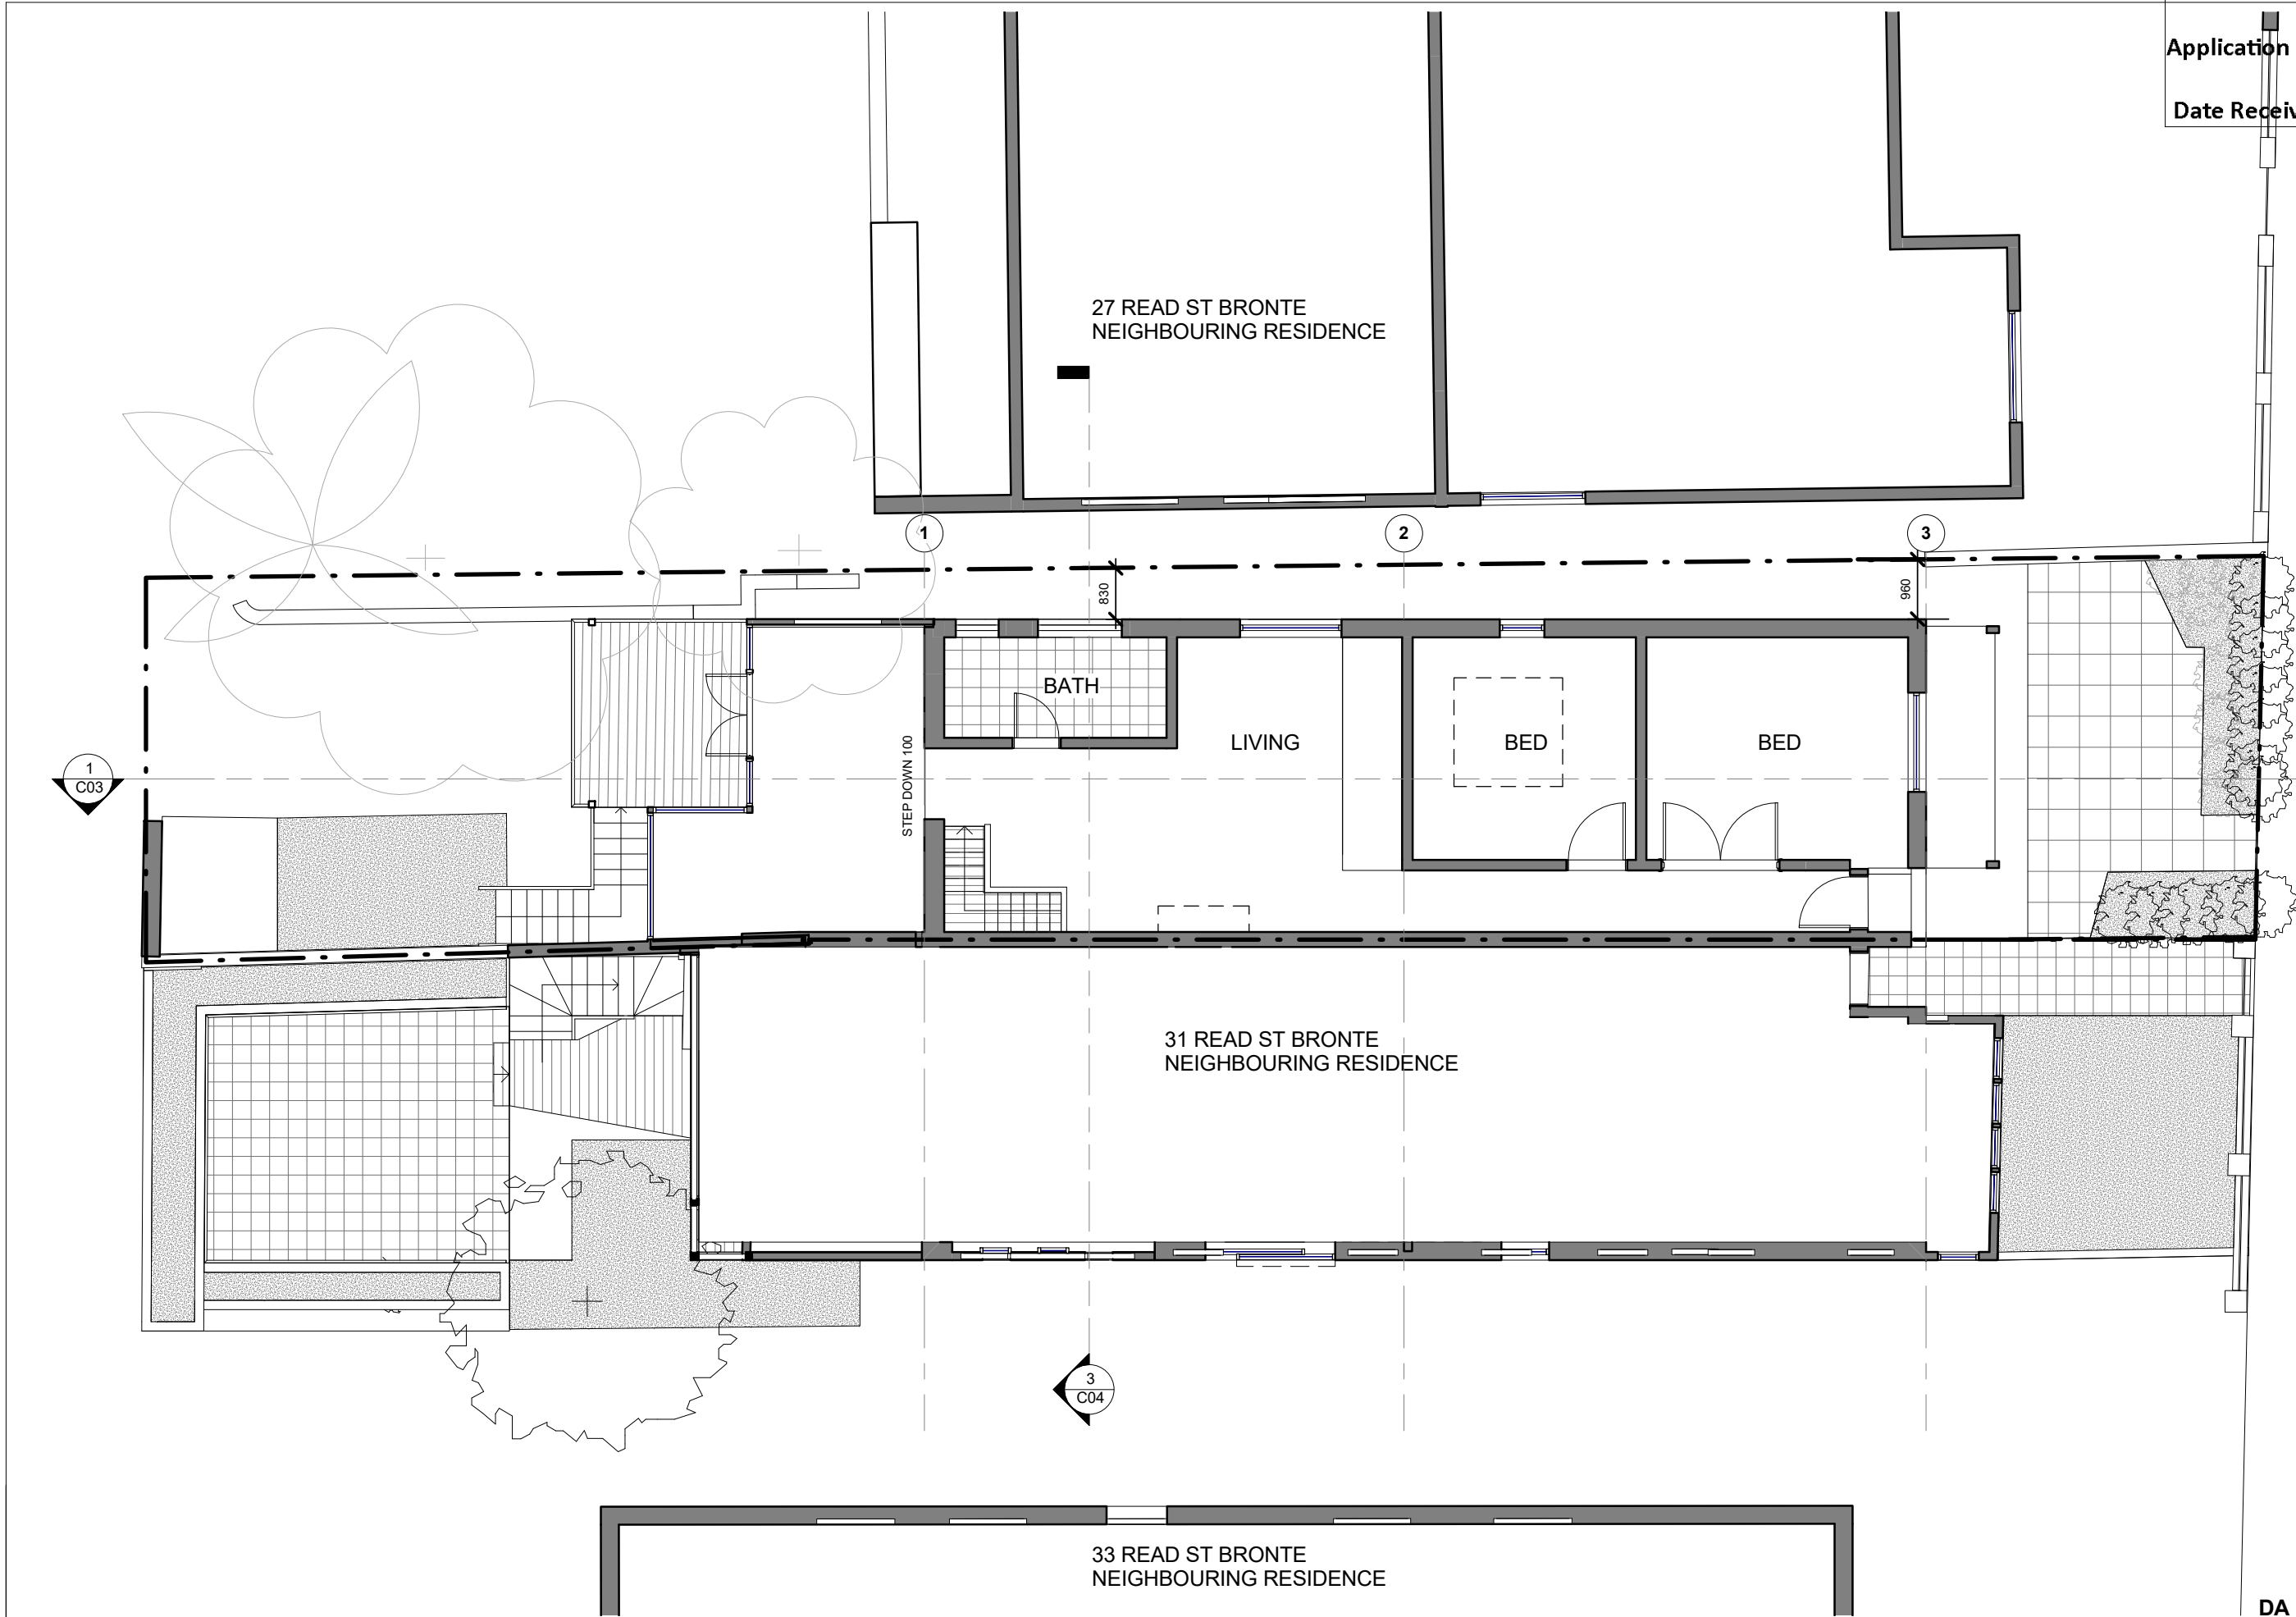 Application
Date Receiv
27 READ ST BRONTE
NEIGHBOURING RESIDENCE
1
2
3
830
960
BATH
LIVING
BED
BED
STEP DOWN 100
1
C03
31 READ ST BRONTE
NEIGHBOURING RESIDENCE
3
C04
33 READ ST BRONTE
NEIGHBOURING RESIDENCE
DA